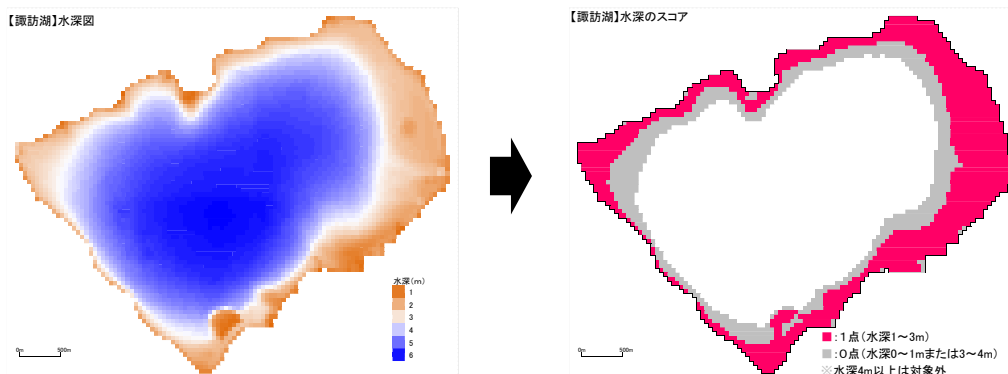 【諏訪湖】水深図
水深(m)
1
2
3
4
5
6
0m 500m
【諏訪湖】水深のスコア
■:1点(水深1~3m)
■:0点(水深0~1mまたは3~4m)
※水深4m以上は対象外
0m 500m